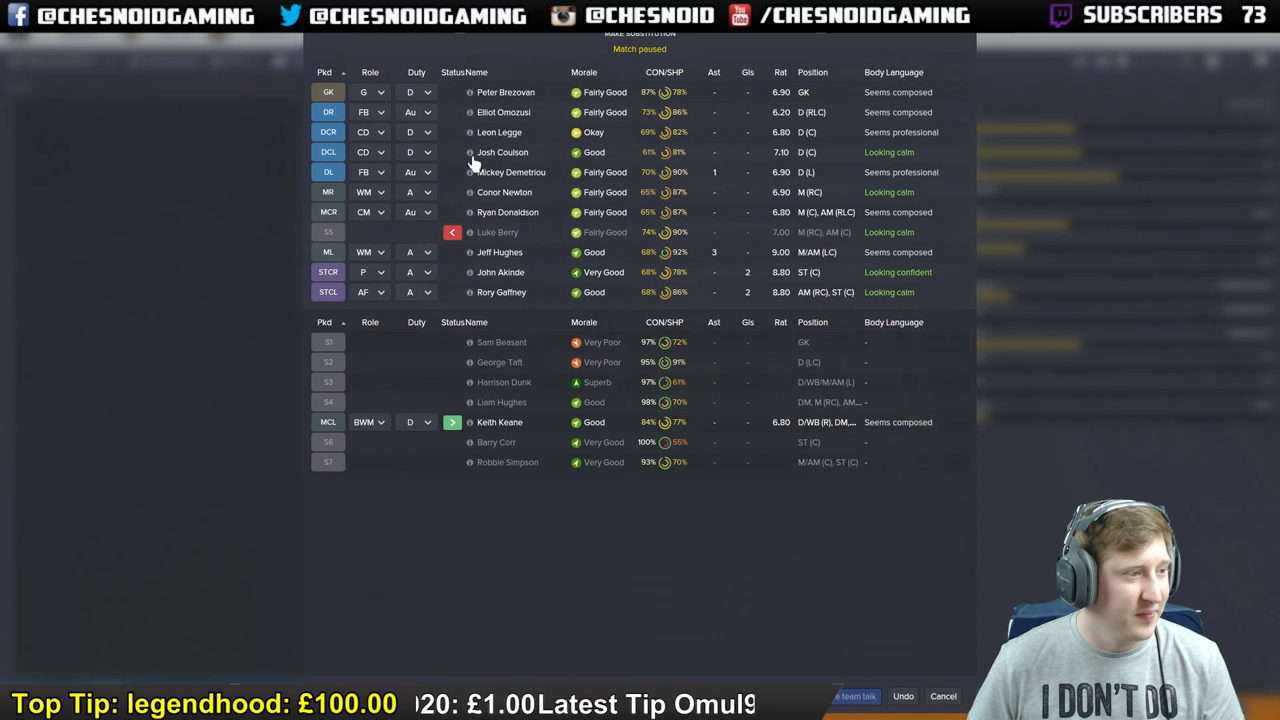 @CHESNOIDGAMING @CHESNOIDGAMING @CHESNOID /CHESNOIDGAMING SUBSCRIBERS 73
MAKE SUBSTITUTION
Match paused
Pkd Role Duty Status Name Morale CON/SHP Ast Gls Rat Position Body Language
GK G D Peter Brezovan Fairly Good 87% 78% - - 6.90 GK Seems composed
DR FB Au Elliot Omozusi Fairly Good 73% 86% - - 6.20 D (RLC) Seems composed
DCR CD D Leon Legge Okay 69% 82% - - 6.80 D (C) Seems professional
DCL CD D Josh Coulson Good 61% 81% - - 7.10 D (C) Looking calm
DL FB Au Mickey Demetriou Fairly Good 70% 90% 1 - 6.90 D (L) Seems professional
MR WM A Conor Newton Fairly Good 65% 87% - - 6.90 M (RC) Looking calm
MCR CM Au Ryan Donaldson Fairly Good 65% 87% - - 6.80 M (C), AM (RLC) Seems composed
S5 < Luke Berry Fairly Good 74% 90% - - 7.00 M (RC), AM (C) Looking calm
ML WM A Jeff Hughes Good 68% 92% 3 - 9.00 M/AM (LC) Seems composed
STCR P A John Akinde Very Good 68% 78% - 2 8.80 ST (C) Looking confident
STCL AF A Rory Gaffney Good 68% 86% - 2 8.80 AM (RC), ST (C) Looking calm
Pkd Role Duty Status Name Morale CON/SHP Ast Gls Rat Position Body Language
S1 Sam Beasant Very Poor 97% 72% - - GK -
S2 George Taft Very Poor 95% 91% - - D (LC) -
S3 Harrison Dunk Superb 97% 61% - - D/WB/M/AM (L) -
S4 Liam Hughes Good 98% 70% - - DM, M (RC), AM... -
MCL BWM D > Keith Keane Good 84% 77% - - 6.80 D/WB (R), DM,... Seems composed
S6 Barry Corr Very Good 100% 55% - - ST (C) -
S7 Robbie Simpson Very Good 93% 70% - - M/AM (C), ST (C) -
team talk Undo Cancel
I DON'T DO
Top Tip: legendhood: £100.00 020: £1.00 Latest Tip Omul9